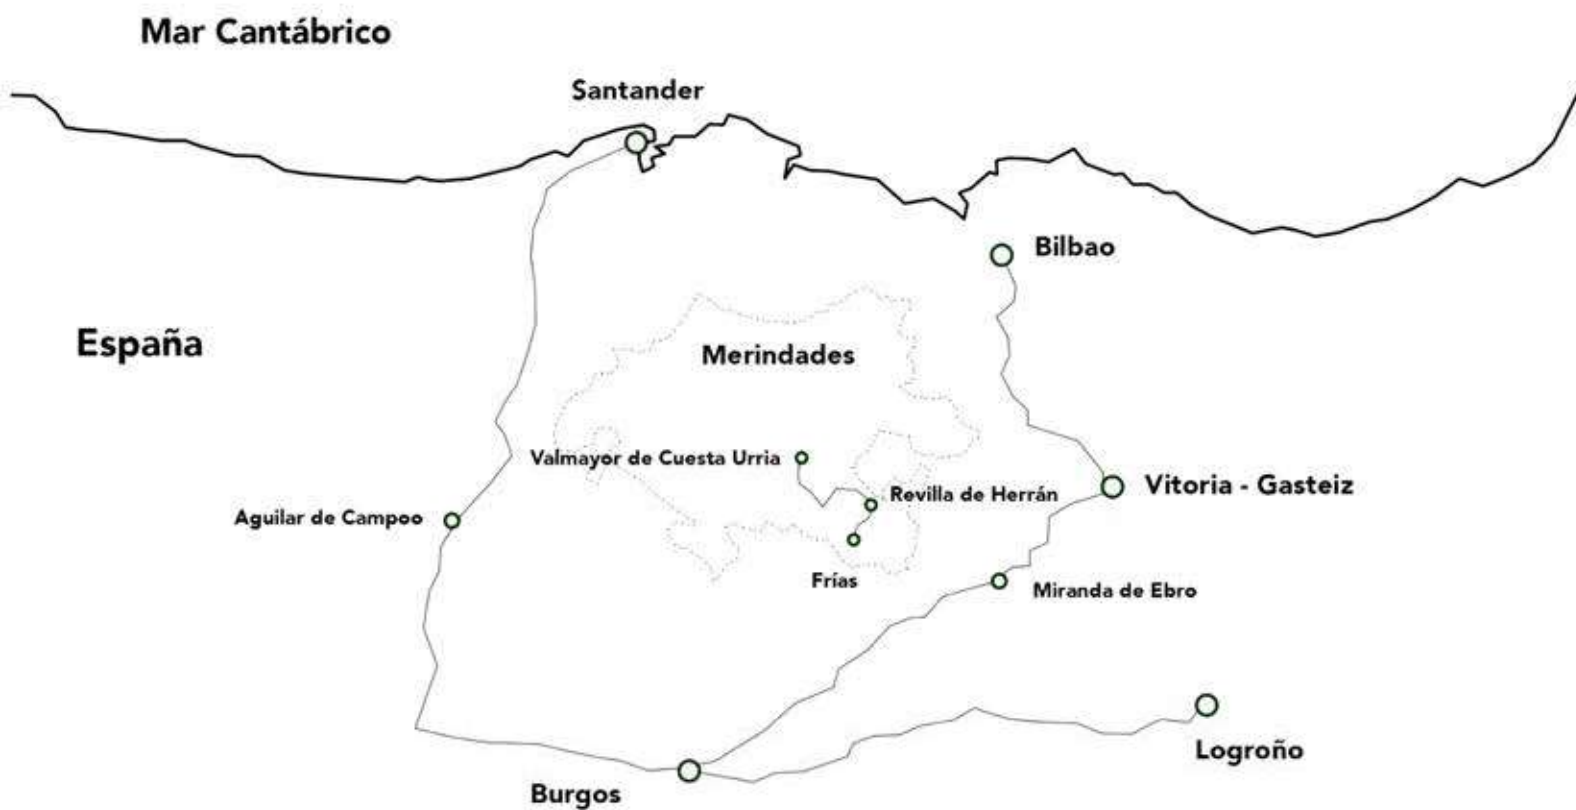 Mar Cantábrico
Santander
Bilbao
España
Merindades
Valmayor de Cuesta Urria
Vitoria - Gasteiz
Revilla de Herrán
Aguilar de Campoo
Frías
Miranda de Ebro
Logroño
Burgos